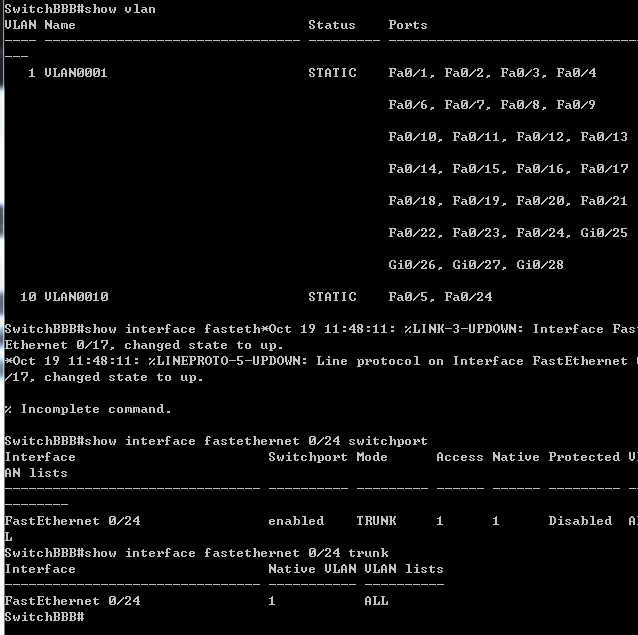 SwitchBBB#show vlan
VLAN Name                             Status    Ports
---- -------------------------------- --------- -------------------------------
---
   1 VLAN0001                         STATIC    Fa0/1, Fa0/2, Fa0/3, Fa0/4
                                                Fa0/6, Fa0/7, Fa0/8, Fa0/9
                                                Fa0/10, Fa0/11, Fa0/12, Fa0/13
                                                Fa0/14, Fa0/15, Fa0/16, Fa0/17
                                                Fa0/18, Fa0/19, Fa0/20, Fa0/21
                                                Fa0/22, Fa0/23, Fa0/24, Gi0/25
                                                Gi0/26, Gi0/27, Gi0/28
  10 VLAN0010                         STATIC    Fa0/5, Fa0/24
SwitchBBB#show interface fasteth*Oct 19 11:48:11: %LINK-3-UPDOWN: Interface Fast
Ethernet 0/17, changed state to up.
*Oct 19 11:48:11: %LINEPROTO-5-UPDOWN: Line protocol on Interface FastEthernet 0
/17, changed state to up.
% Incomplete command.
SwitchBBB#show interface fastethernet 0/24 switchport
Interface                        Switchport Mode      Access Native Protected VL
AN lists
-------------------------------- ---------- --------- ------ ------ --------- --
--------
FastEthernet 0/24                enabled    TRUNK     1      1      Disabled  AL
L
SwitchBBB#show interface fastethernet 0/24 trunk
Interface                        Native VLAN VLAN lists
-------------------------------- ----------- ----------
FastEthernet 0/24                1           ALL
SwitchBBB#